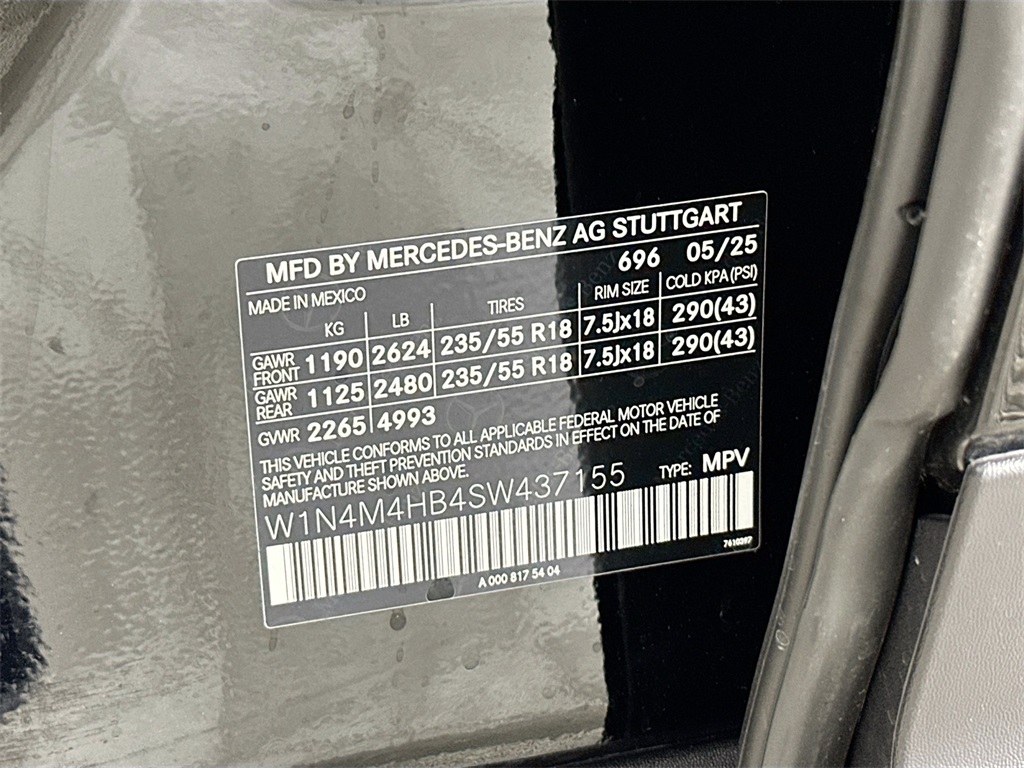 MFD BY MERCEDES-BENZ AG STUTTGART
696 05/25
MADE IN MEXICO
KG LB TIRES RIM SIZE COLD KPA (PSI)
GAWR FRONT 1190 2624 235/55 R18 7.5Jx18 290(43)
GAWR REAR 1125 2480 235/55 R18 7.5Jx18 290(43)
GVWR 2265 4993
THIS VEHICLE CONFORMS TO ALL APPLICABLE FEDERAL MOTOR VEHICLE
SAFETY AND THEFT PREVENTION STANDARDS IN EFFECT ON THE DATE OF
MANUFACTURE SHOWN ABOVE.
W1N4M4HB4SW437155 TYPE: MPV
7610397
A 000 817 54 04